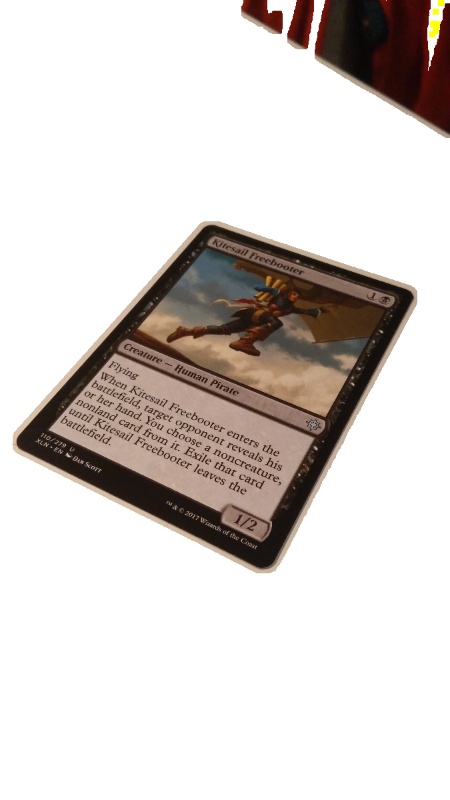 Kitesail Freebooter
1
Creature — Human Pirate
Flying
When Kitesail Freebooter enters the
battlefield, target opponent reveals his
or her hand. You choose a noncreature,
nonland card from it. Exile that card
until Kitesail Freebooter leaves the
battlefield.
1/2
110/279 U
XLN • EN Dan Scott
™ & © 2017 Wizards of the Coast